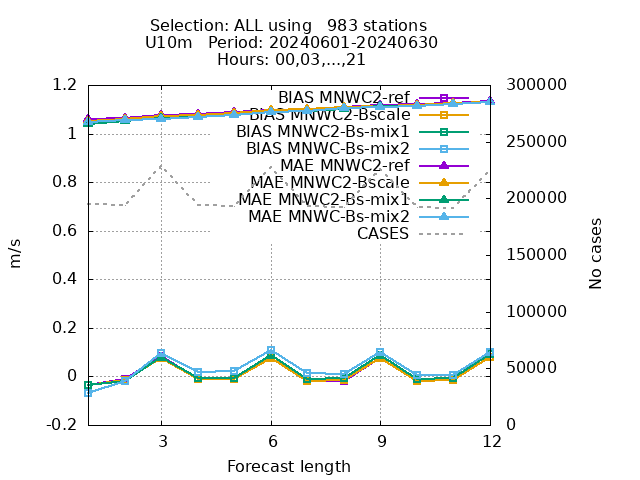 Selection: ALL using   983 stations
U10m   Period: 20240601-20240630
Hours: 00,03,...,21
1.2
1
0.8
0.6
0.4
0.2
0
-0.2
m/s
BIAS MNWC2-ref
BIAS MNWC2-Bscale
BIAS MNWC2-Bs-mix1
BIAS MNWC-Bs-mix2
MAE MNWC2-ref
MAE MNWC2-Bscale
MAE MNWC2-Bs-mix1
MAE MNWC-Bs-mix2
CASES
300000
250000
200000
150000
100000
50000
0
No cases
3 6 9 12
Forecast length